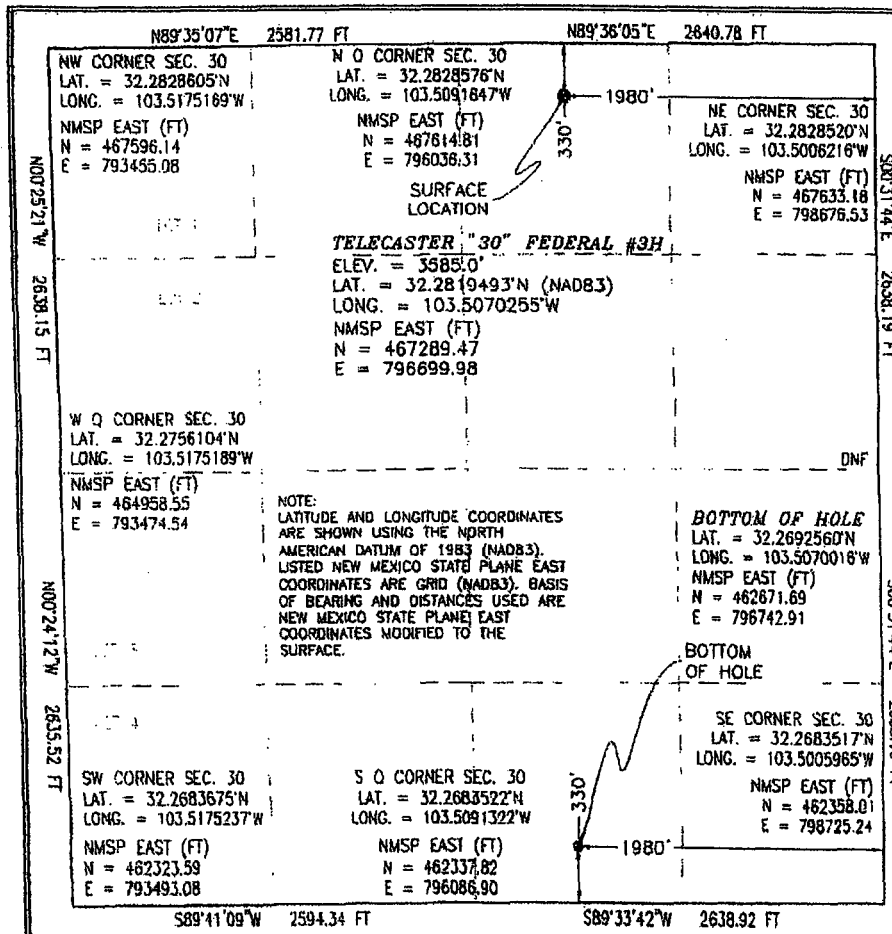 N89°35'07"E 2581.77 FT
N89°36'05"E 2640.78 FT
NW CORNER SEC. 30
LAT. = 32.2828605°N
LONG. = 103.5175169°W
NMSP EAST (FT)
N = 467596.14
E = 793455.08
N Q CORNER SEC. 30
LAT. = 32.2828576°N
LONG. = 103.5091847°W
NMSP EAST (FT)
N = 467614.81
E = 796036.31
1980'
330'
NE CORNER SEC. 30
LAT. = 32.2828520°N
LONG. = 103.5006216°W
NMSP EAST (FT)
N = 467633.18
E = 798676.53
SURFACE
LOCATION
N00°25'21"W 2638.15 FT
S00°31'44"E 2638.19 FT
TELECASTER "30" FEDERAL #3H
ELEV. = 3585.0'
LAT. = 32.2819493°N (NAD83)
LONG. = 103.5070255°W
NMSP EAST (FT)
N = 467289.47
E = 796699.98
W Q CORNER SEC. 30
LAT. = 32.2756104°N
LONG. = 103.5175189°W
NMSP EAST (FT)
N = 464958.55
E = 793474.54
DNF
NOTE:
LATITUDE AND LONGITUDE COORDINATES
ARE SHOWN USING THE NORTH
AMERICAN DATUM OF 1983 (NAD83).
LISTED NEW MEXICO STATE PLANE EAST
COORDINATES ARE GRID (NAD83). BASIS
OF BEARING AND DISTANCES USED ARE
NEW MEXICO STATE PLANE EAST
COORDINATES MODIFIED TO THE
SURFACE.
BOTTOM OF HOLE
LAT. = 32.2692560°N
LONG. = 103.5070016°W
NMSP EAST (FT)
N = 462671.69
E = 796742.91
BOTTOM
OF HOLE
N00°24'12"W 2635.52 FT
SW CORNER SEC. 30
LAT. = 32.2683675°N
LONG. = 103.5175237°W
NMSP EAST (FT)
N = 462323.59
E = 793493.08
S Q CORNER SEC. 30
LAT. = 32.2683522°N
LONG. = 103.5091322°W
NMSP EAST (FT)
N = 462337.82
E = 796086.90
330'
1980'
SE CORNER SEC. 30
LAT. = 32.2683517°N
LONG. = 103.5005965°W
NMSP EAST (FT)
N = 462358.01
E = 798725.24
S89°41'09"W 2594.34 FT
S89°33'42"W 2638.92 FT